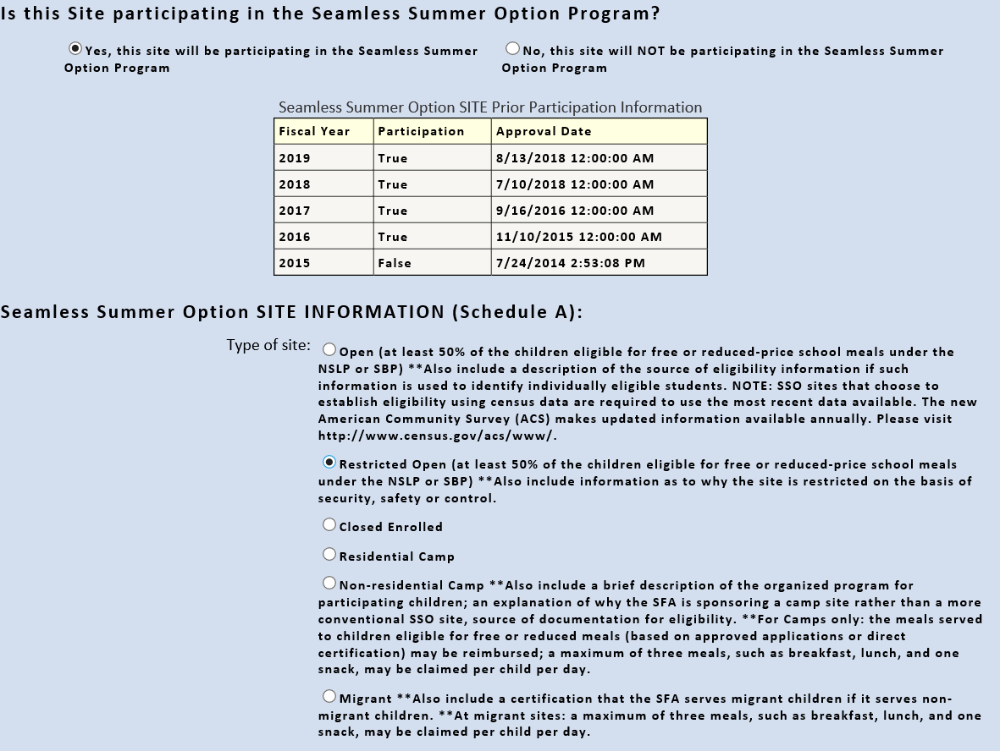 Is this Site participating in the Seamless Summer Option Program?
Yes, this site will be participating in the Seamless Summer
Option Program
No, this site will NOT be participating in the Seamless Summer
Option Program
Seamless Summer Option SITE Prior Participation Information
Fiscal Year Participation Approval Date
2019 True 8/13/2018 12:00:00 AM
2018 True 7/10/2018 12:00:00 AM
2017 True 9/16/2016 12:00:00 AM
2016 True 11/10/2015 12:00:00 AM
2015 False 7/24/2014 2:53:08 PM
Seamless Summer Option SITE INFORMATION (Schedule A):
Type of site:
Open (at least 50% of the children eligible for free or reduced-price school meals under the
NSLP or SBP) **Also include a description of the source of eligibility information if such
information is used to identify individually eligible students. NOTE: SSO sites that choose to
establish eligibility using census data are required to use the most recent data available. The new
American Community Survey (ACS) makes updated information available annually. Please visit
http://www.census.gov/acs/www/.
Restricted Open (at least 50% of the children eligible for free or reduced-price school meals
under the NSLP or SBP) **Also include information as to why the site is restricted on the basis of
security, safety or control.
Closed Enrolled
Residential Camp
Non-residential Camp **Also include a brief description of the organized program for
participating children; an explanation of why the SFA is sponsoring a camp site rather than a more
conventional SSO site, source of documentation for eligibility. **For Camps only: the meals served
to children eligible for free or reduced meals (based on approved applications or direct
certification) may be reimbursed; a maximum of three meals, such as breakfast, lunch, and one
snack, may be claimed per child per day.
Migrant **Also include a certification that the SFA serves migrant children if it serves non-
migrant children. **At migrant sites: a maximum of three meals, such as breakfast, lunch, and one
snack, may be claimed per child per day.